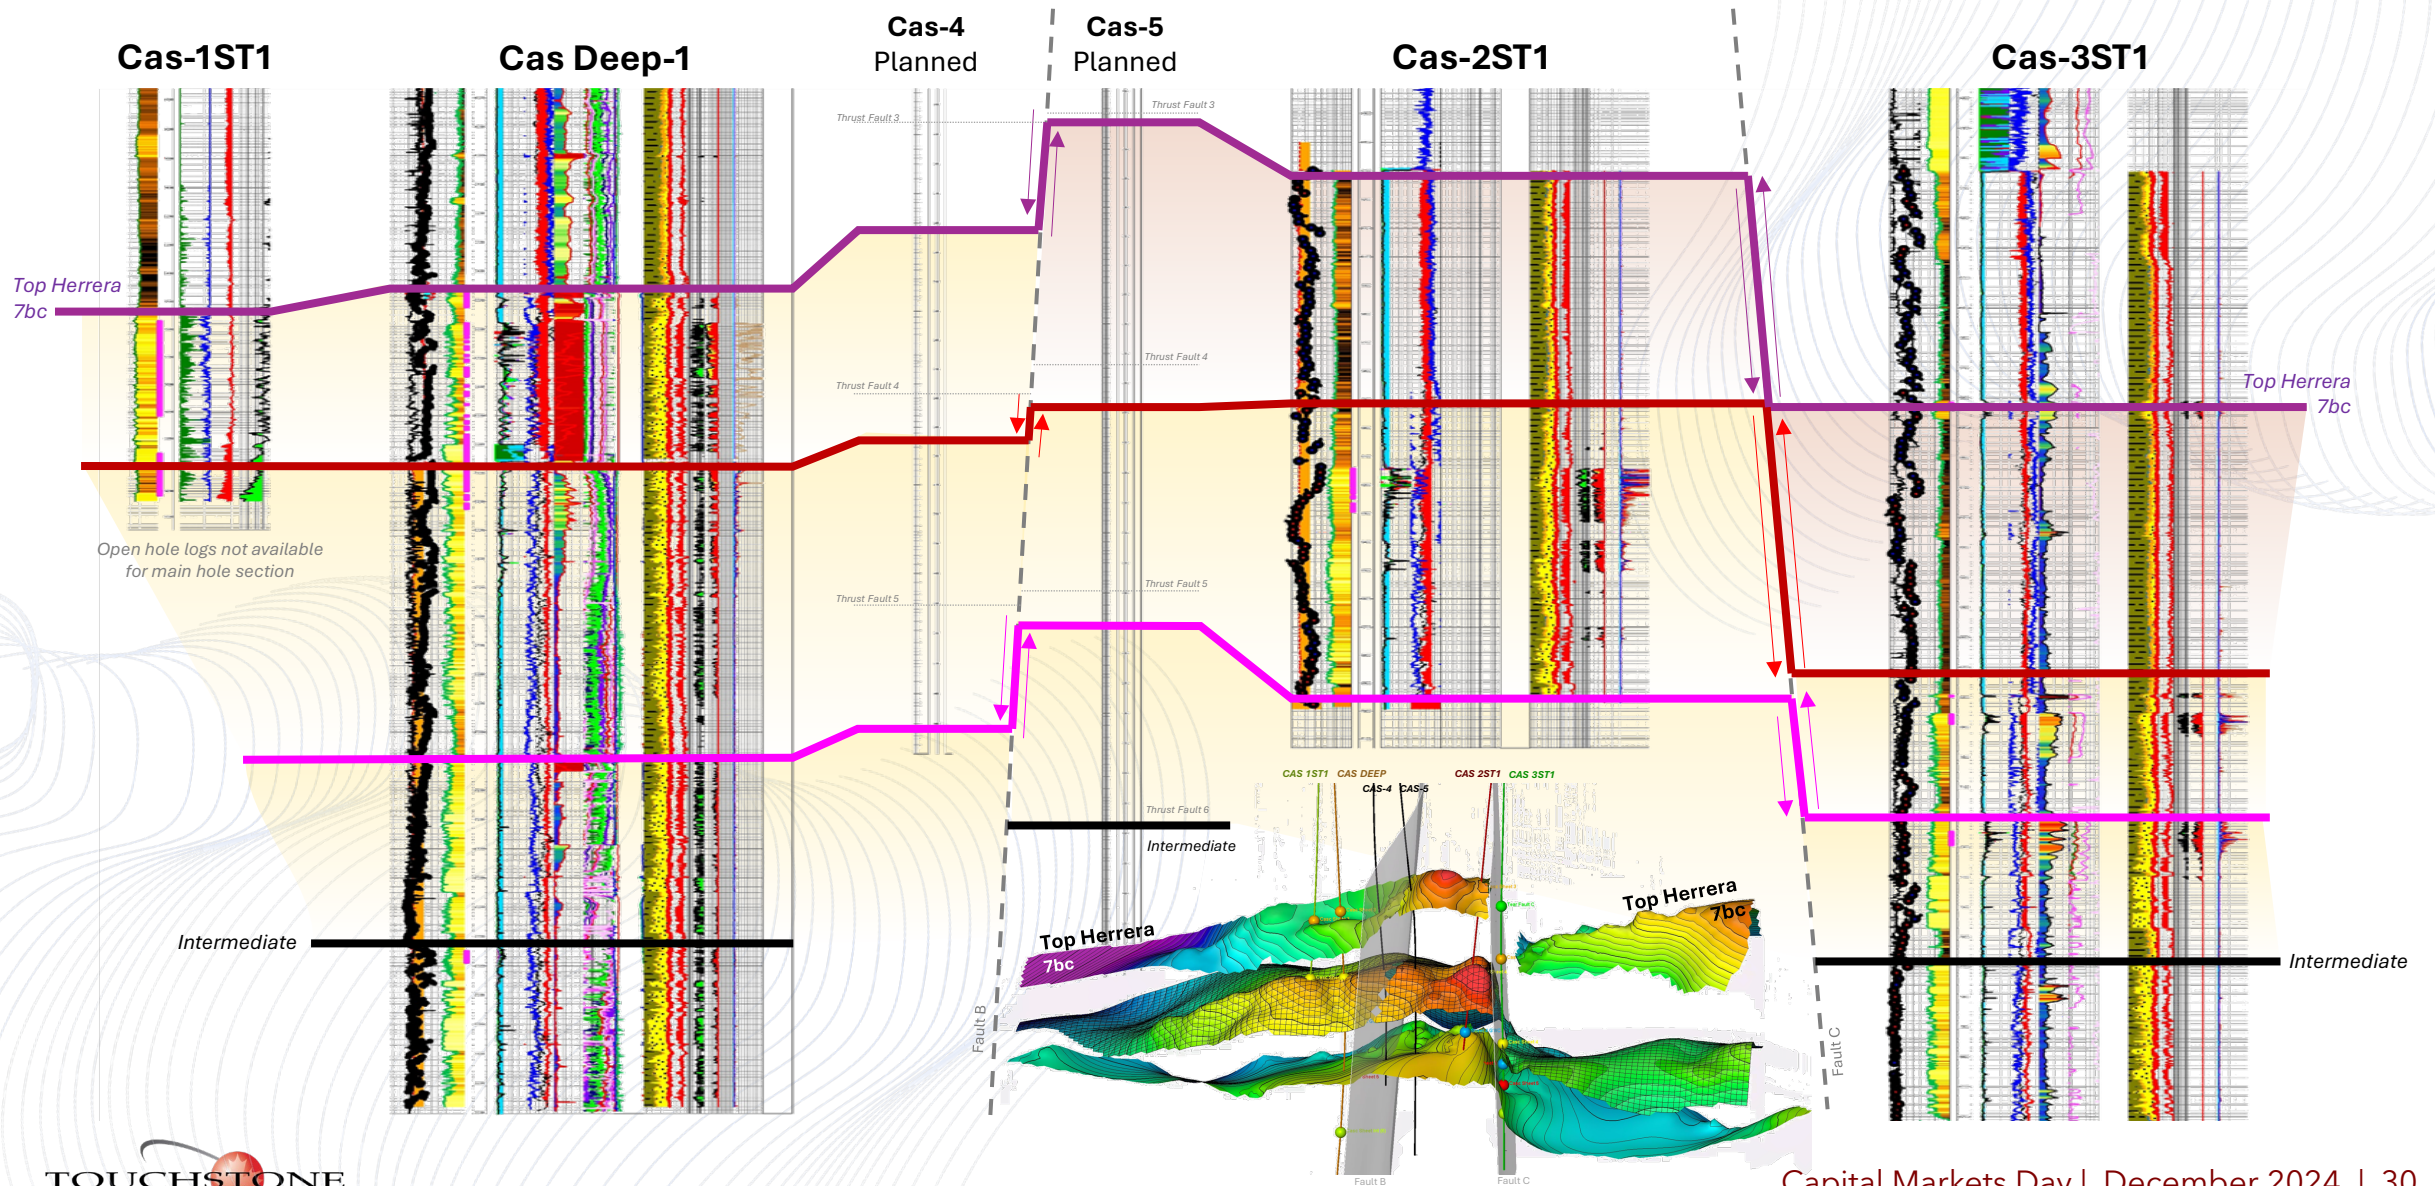 Cas-1ST1
Cas Deep-1
Cas-4
Planned
Cas-5
Planned
Cas-2ST1
Cas-3ST1
Thrust Fault 3
Thrust Fault 3
Top Herrera
7bc
Thrust Fault 4
Thrust Fault 4
Top Herrera
7bc
Open hole logs not available
for main hole section
Thrust Fault 5
Thrust Fault 5
CAS 1ST1
CAS DEEP
CAS-4
CAS-5
CAS 2ST1
CAS 3ST1
Thrust Fault 6
Intermediate
Top Herrera
7bc
Top Herrera
7bc
Intermediate
Intermediate
Fault B
Fault C
Fault B
Fault C
TOUCHSTONE
Capital Markets Day | December 2024 | 30